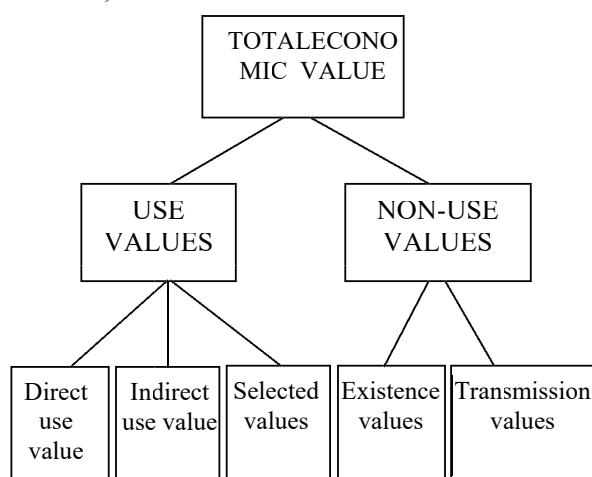 TOTALECONO
MIC VALUE
USE
VALUES
NON-USE
VALUES
Direct
use
value
Indirect
use value
Selected
values
Existence
values
Transmission
values